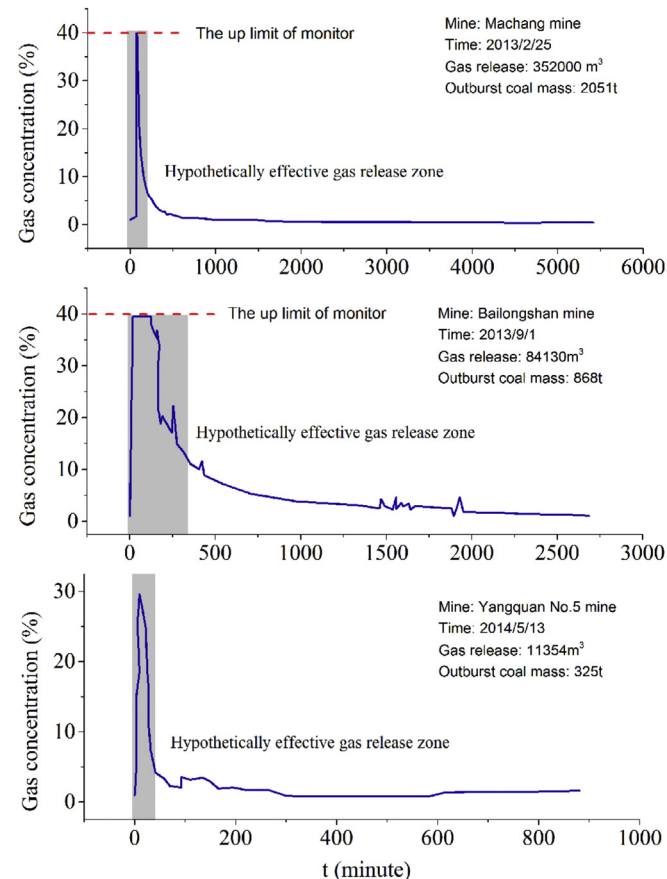 40
30
20
10
0
Gas concentration (%)
The up limit of monitor
Mine: Machang mine
Time: 2013/2/25
Gas release: 352000 m³
Outburst coal mass: 2051t
Hypothetically effective gas release zone
0
1000
2000
3000
4000
5000
6000
40
30
20
10
0
Gas concentration (%)
The up limit of monitor
Mine: Bailongshan mine
Time: 2013/9/1
Gas release: 84130m³
Outburst coal mass: 868t
Hypothetically effective gas release zone
0
500
1000
1500
2000
2500
3000
30
20
10
0
Gas concentration (%)
Mine: Yangquan No.5 mine
Time: 2014/5/13
Gas release: 11354m³
Outburst coal mass: 325t
Hypothetically effective gas release zone
0
200
400
600
800
1000
t (minute)